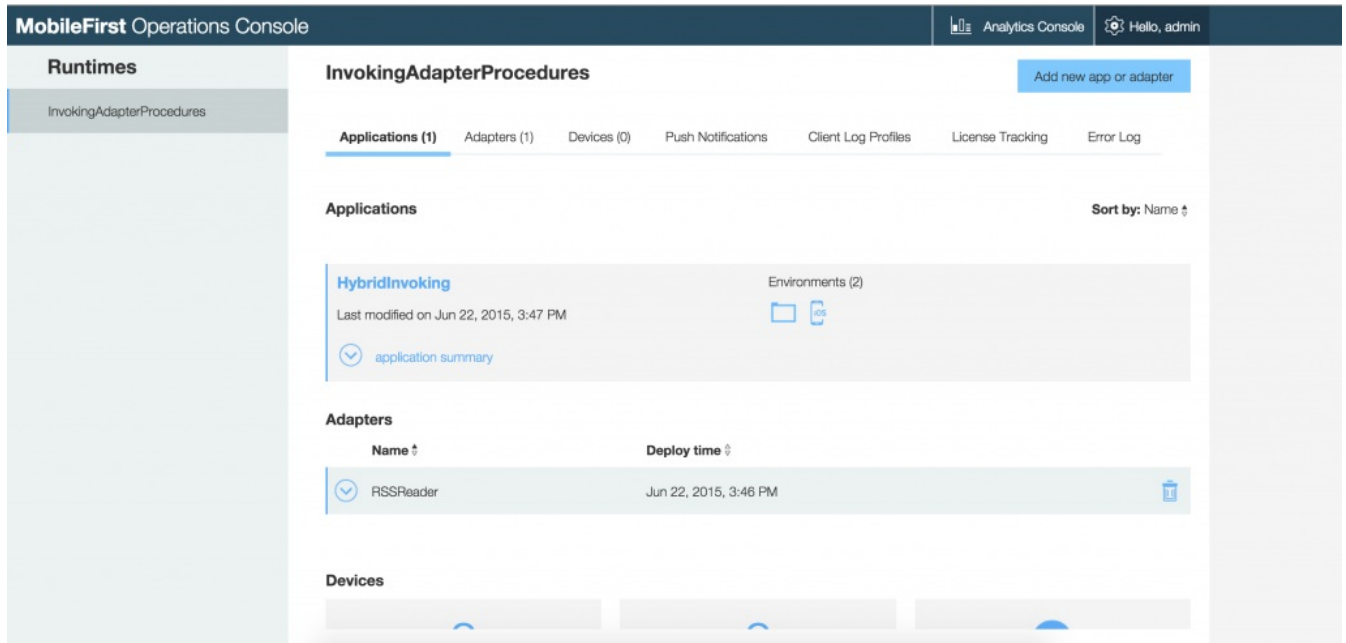 MobileFirst Operations Console
Analytics Console
Hello, admin
Runtimes
InvokingAdapterProcedures
InvokingAdapterProcedures
Add new app or adapter
Applications (1) Adapters (1) Devices (0) Push Notifications Client Log Profiles License Tracking Error Log
Applications
Sort by: Name
HybridInvoking
Environments (2)
Last modified on Jun 22, 2015, 3:47 PM
iOS
application summary
Adapters
Name Deploy time
RSSReader Jun 22, 2015, 3:46 PM
Devices